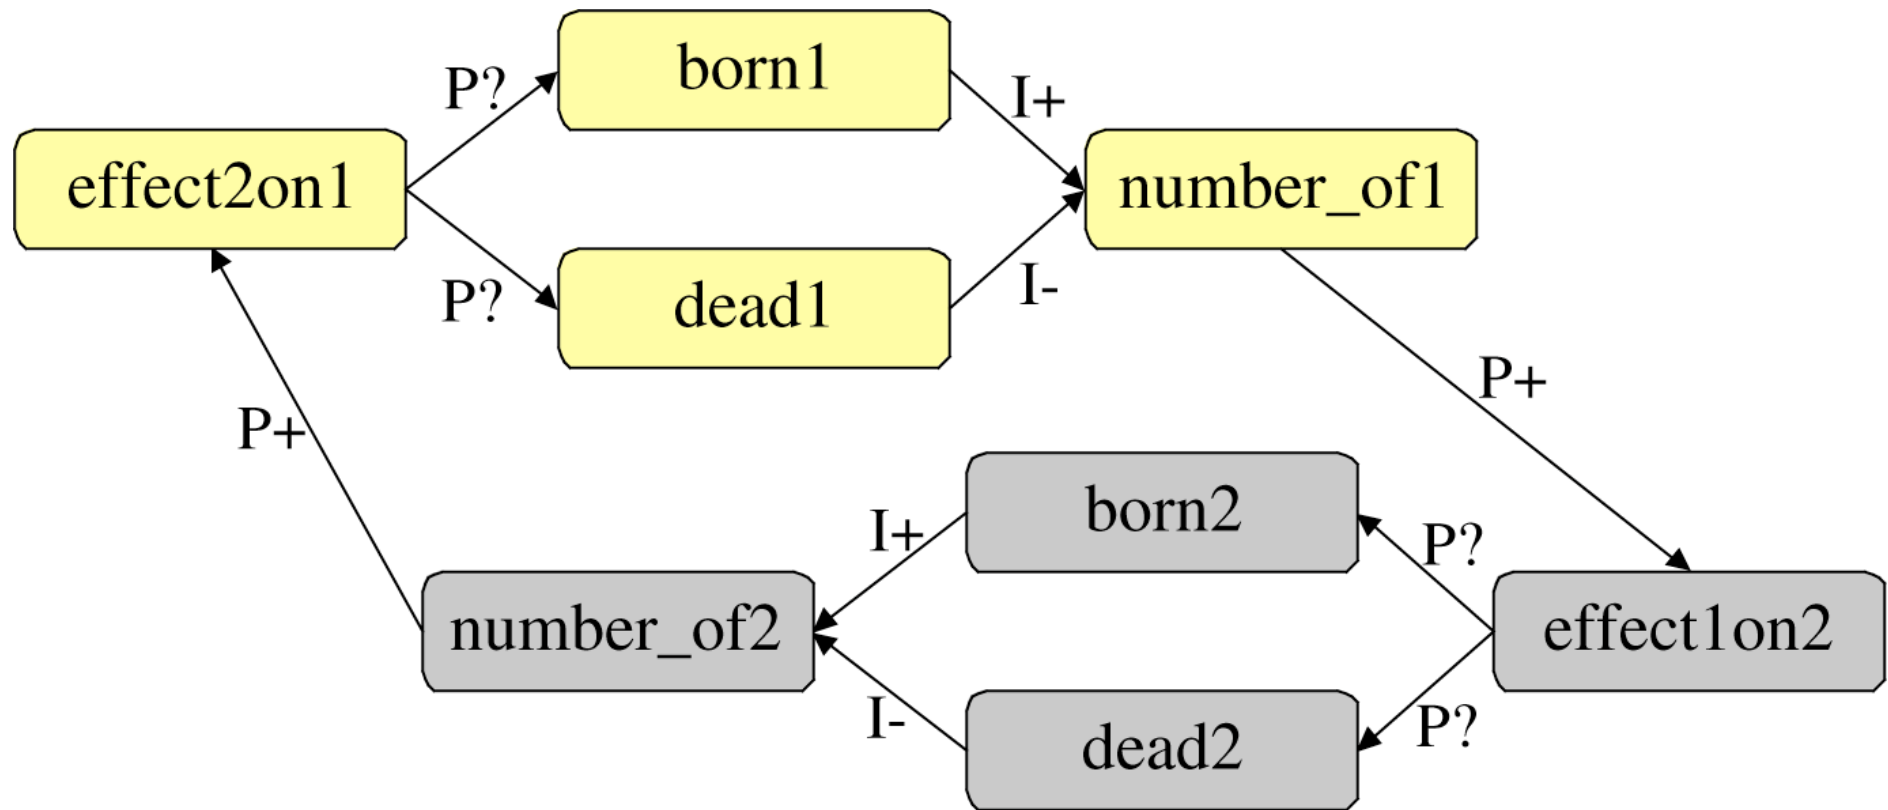 born1
P?
I+
effect2on1
number_of1
P?
dead1
I-
P+
P+
born2
I+
P?
number_of2
effect1on2
I-
dead2
P?